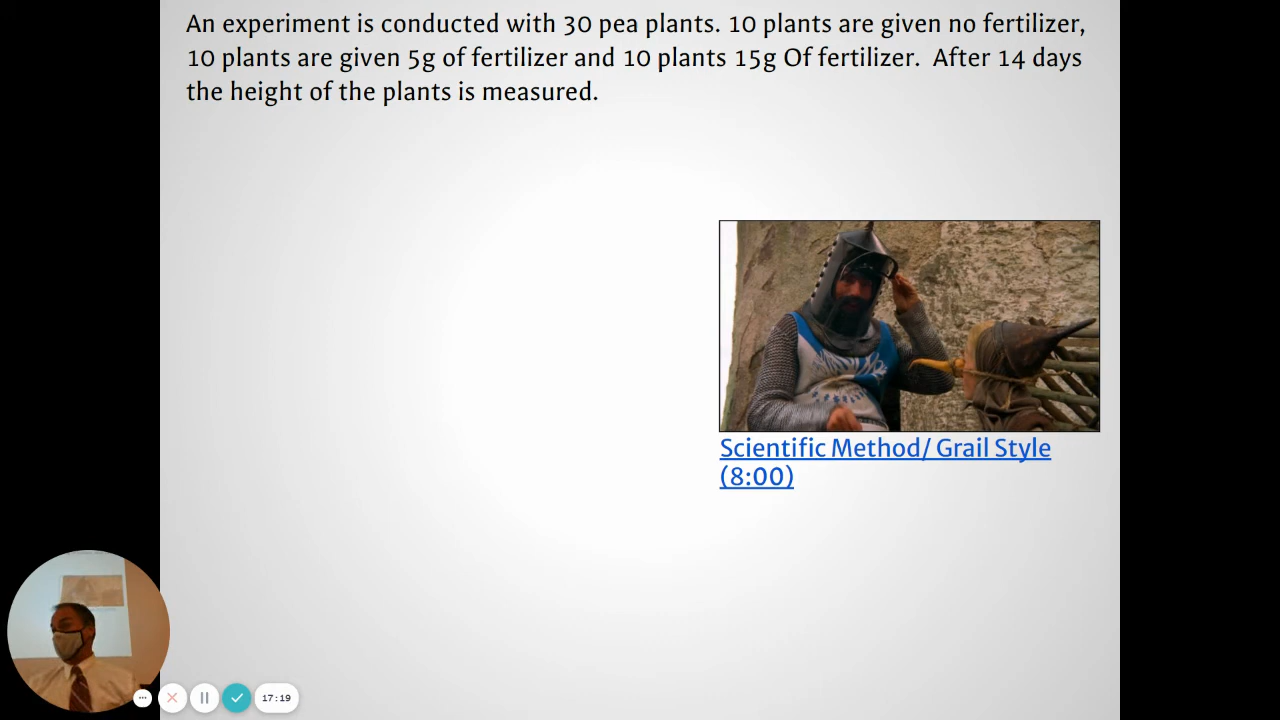 An experiment is conducted with 30 pea plants. 10 plants are given no fertilizer,
10 plants are given 5g of fertilizer and 10 plants 15g Of fertilizer.  After 14 days
the height of the plants is measured.
Scientific Method/ Grail Style
(8:00)
17:19